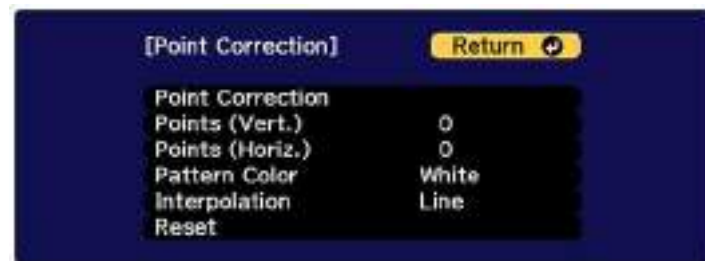 [Point Correction] Return
Point Correction
Points (Vert.) 0
Points (Horiz.) 0
Pattern Color White
Interpolation Line
Reset